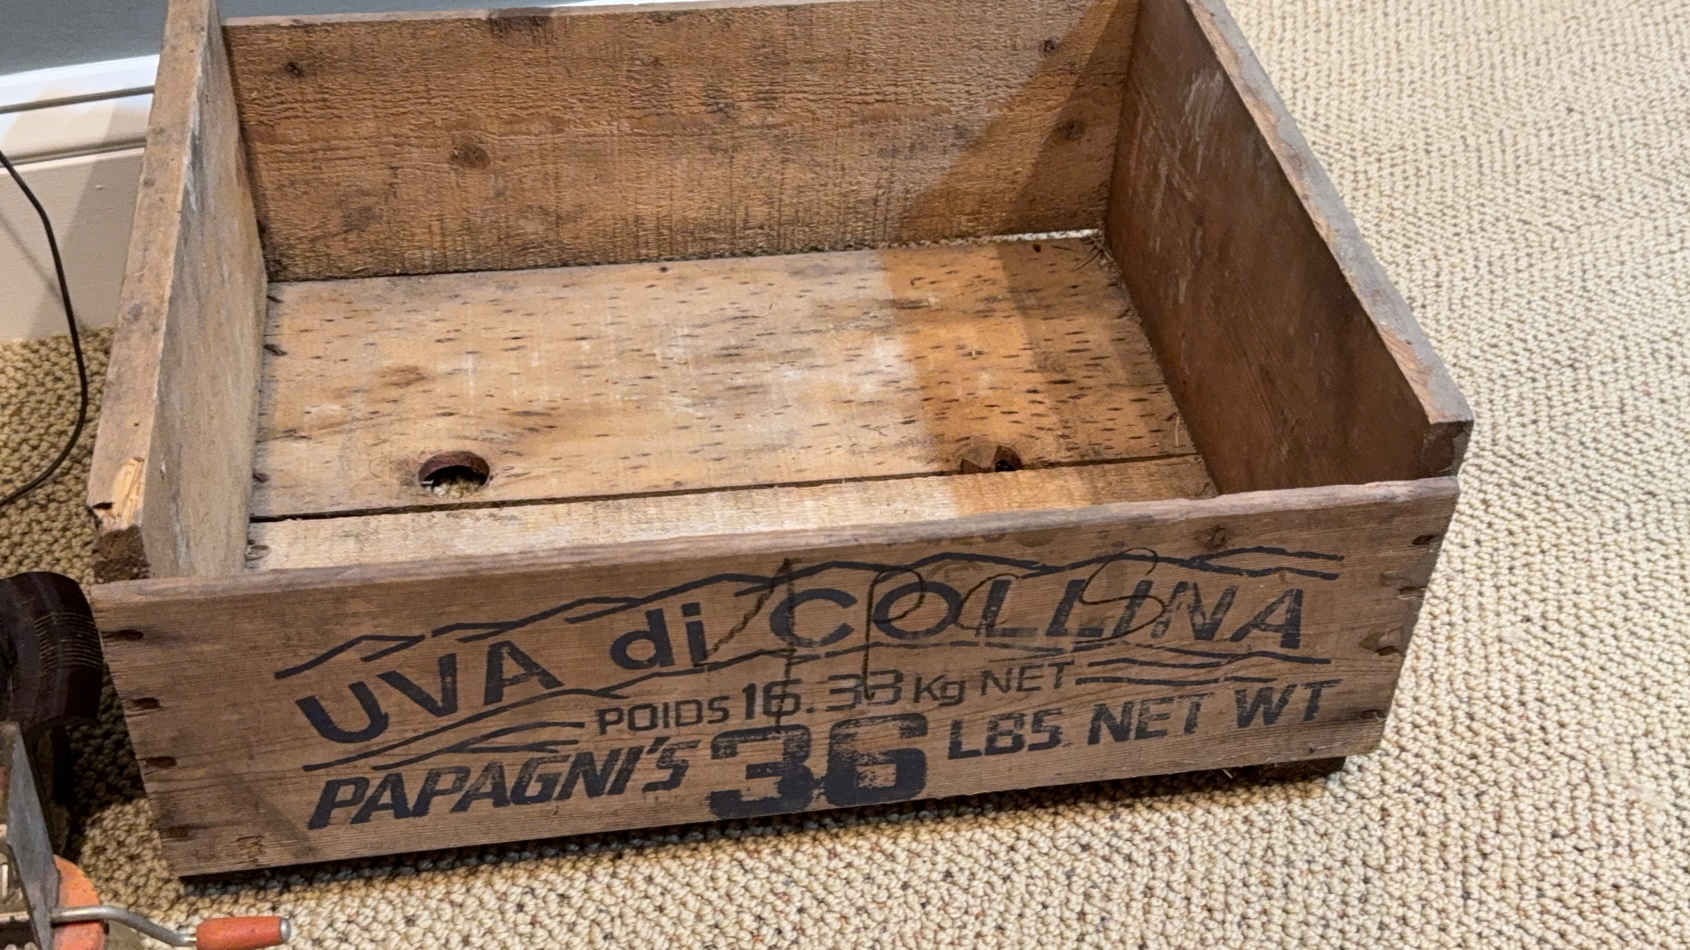 UVA di COLLINA
POIDS 16.33 Kg NET
PAPAGNI'S 36 LBS NET WT